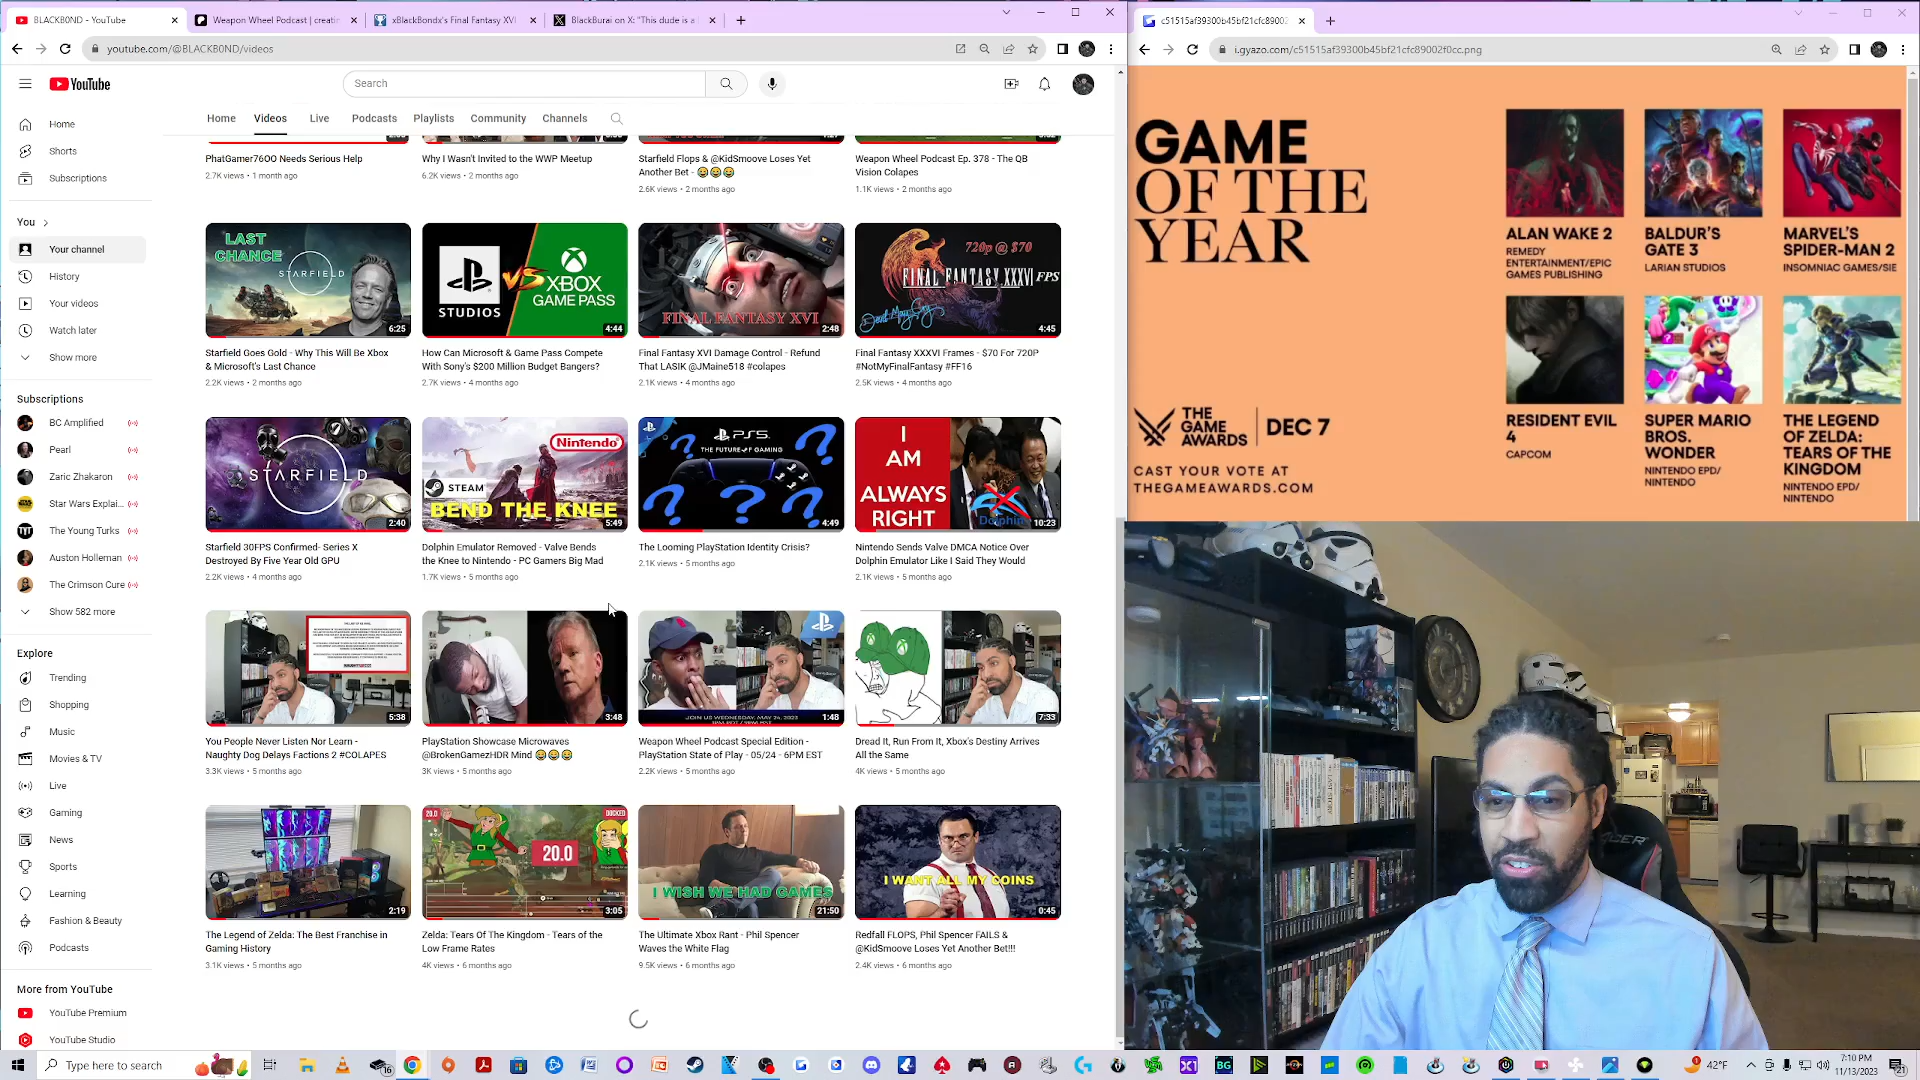 BLACKB0ND - YouTube
Weapon Wheel Podcast | creatin
xBlackBondx's Final Fantasy XVI
BlackBurai on X: "This dude is a
youtube.com/@BLACKB0ND/videos
YouTube
Search
Home
Videos
Live
Podcasts
Playlists
Community
Channels
Home
Shorts
Subscriptions
You
Your channel
History
Your videos
Watch later
Show more
Subscriptions
BC Amplified
Pearl
Zaric Zhakaron
Star Wars Explai...
The Young Turks
Auston Holleman
The Crimson Cure
Show 582 more
Explore
Trending
Shopping
Music
Movies & TV
Live
Gaming
News
Sports
Learning
Fashion & Beauty
Podcasts
More from YouTube
YouTube Premium
YouTube Studio
PhatGamer76OO Needs Serious Help
2.7K views • 1 month ago
Why I Wasn't Invited to the WWP Meetup
6.2K views • 2 months ago
Starfield Flops & @KidSmoove Loses Yet
Another Bet - 😂😂😂
2.6K views • 2 months ago
Weapon Wheel Podcast Ep. 378 - The QB
Vision Colapes
1.1K views • 2 months ago
LAST
CHANCE
STARFIELD
6:25
Starfield Goes Gold - Why This Will Be Xbox
& Microsoft's Last Chance
2.2K views • 2 months ago
STUDIOS
VS
XBOX
GAME PASS
4:44
How Can Microsoft & Game Pass Compete
With Sony's $200 Million Budget Bangers?
2.7K views • 4 months ago
FINAL FANTASY XVI
2:48
Final Fantasy XVI Damage Control - Refund
That LASIK @JMaine518 #colapes
2.1K views • 4 months ago
720p @ $70
FINAL FANTASY.XXXVI FPS
Devil May Cry
4:45
Final Fantasy XXXVI Frames - $70 For 720P
#NotMyFinalFantasy #FF16
2.5K views • 4 months ago
STARFIELD
2:40
Starfield 30FPS Confirmed- Series X
Destroyed By Five Year Old GPU
2.2K views • 4 months ago
Nintendo
STEAM
BEND THE KNEE
5:49
Dolphin Emulator Removed - Valve Bends
the Knee to Nintendo - PC Gamers Big Mad
1.7K views • 5 months ago
PS5
THE FUTURE OF GAMING
? ? ? ? ?
4:49
The Looming PlayStation Identity Crisis?
2.1K views • 5 months ago
I
AM
ALWAYS
RIGHT
Dolphin
10:23
Nintendo Sends Valve DMCA Notice Over
Dolphin Emulator Like I Said They Would
2.1K views • 5 months ago
5:38
You People Never Listen Nor Learn -
Naughty Dog Delays Factions 2 #COLAPES
3.3K views • 5 months ago
3:48
PlayStation Showcase Microwaves
@BrokenGamezHDR Mind 😂😂😂
3K views • 5 months ago
JOIN US WEDNESDAY, MAY 24, 2023
1:48
Weapon Wheel Podcast Special Edition -
PlayStation State of Play - 05/24 - 6PM EST
2.2K views • 5 months ago
7:33
Dread It, Run From It, Xbox's Destiny Arrives
All the Same
4K views • 5 months ago
2:19
The Legend of Zelda: The Best Franchise in
Gaming History
3.1K views • 5 months ago
20.0
DOCKED
20.0
3:05
Zelda: Tears Of The Kingdom - Tears of the
Low Frame Rates
4K views • 6 months ago
I WISH WE HAD GAMES
21:50
The Ultimate Xbox Rant - Phil Spencer
Waves the White Flag
9.5K views • 6 months ago
I WANT ALL MY COINS
0:45
Redfall FLOPS, Phil Spencer FAILS &
@KidSmoove Loses Yet Another Bet!!!
2.4K views • 6 months ago
c51515af39300b45bf21cfc89002
i.gyazo.com/c51515af39300b45bf21cfc89002f0cc.png
GAME
OF THE
YEAR
THE
GAME
AWARDS
DEC 7
CAST YOUR VOTE AT
THEGAMEAWARDS.COM
ALAN WAKE 2
REMEDY
ENTERTAINMENT/EPIC
GAMES PUBLISHING
BALDUR'S
GATE 3
LARIAN STUDIOS
MARVEL'S
SPIDER-MAN 2
INSOMNIAC GAMES/SIE
RESIDENT EVIL
4
CAPCOM
SUPER MARIO
BROS.
WONDER
NINTENDO EPD/
NINTENDO
THE LEGEND
OF ZELDA:
TEARS OF THE
KINGDOM
NINTENDO EPD/
NINTENDO
Type here to search
16
42°F
7:10 PM
11/13/2023
21